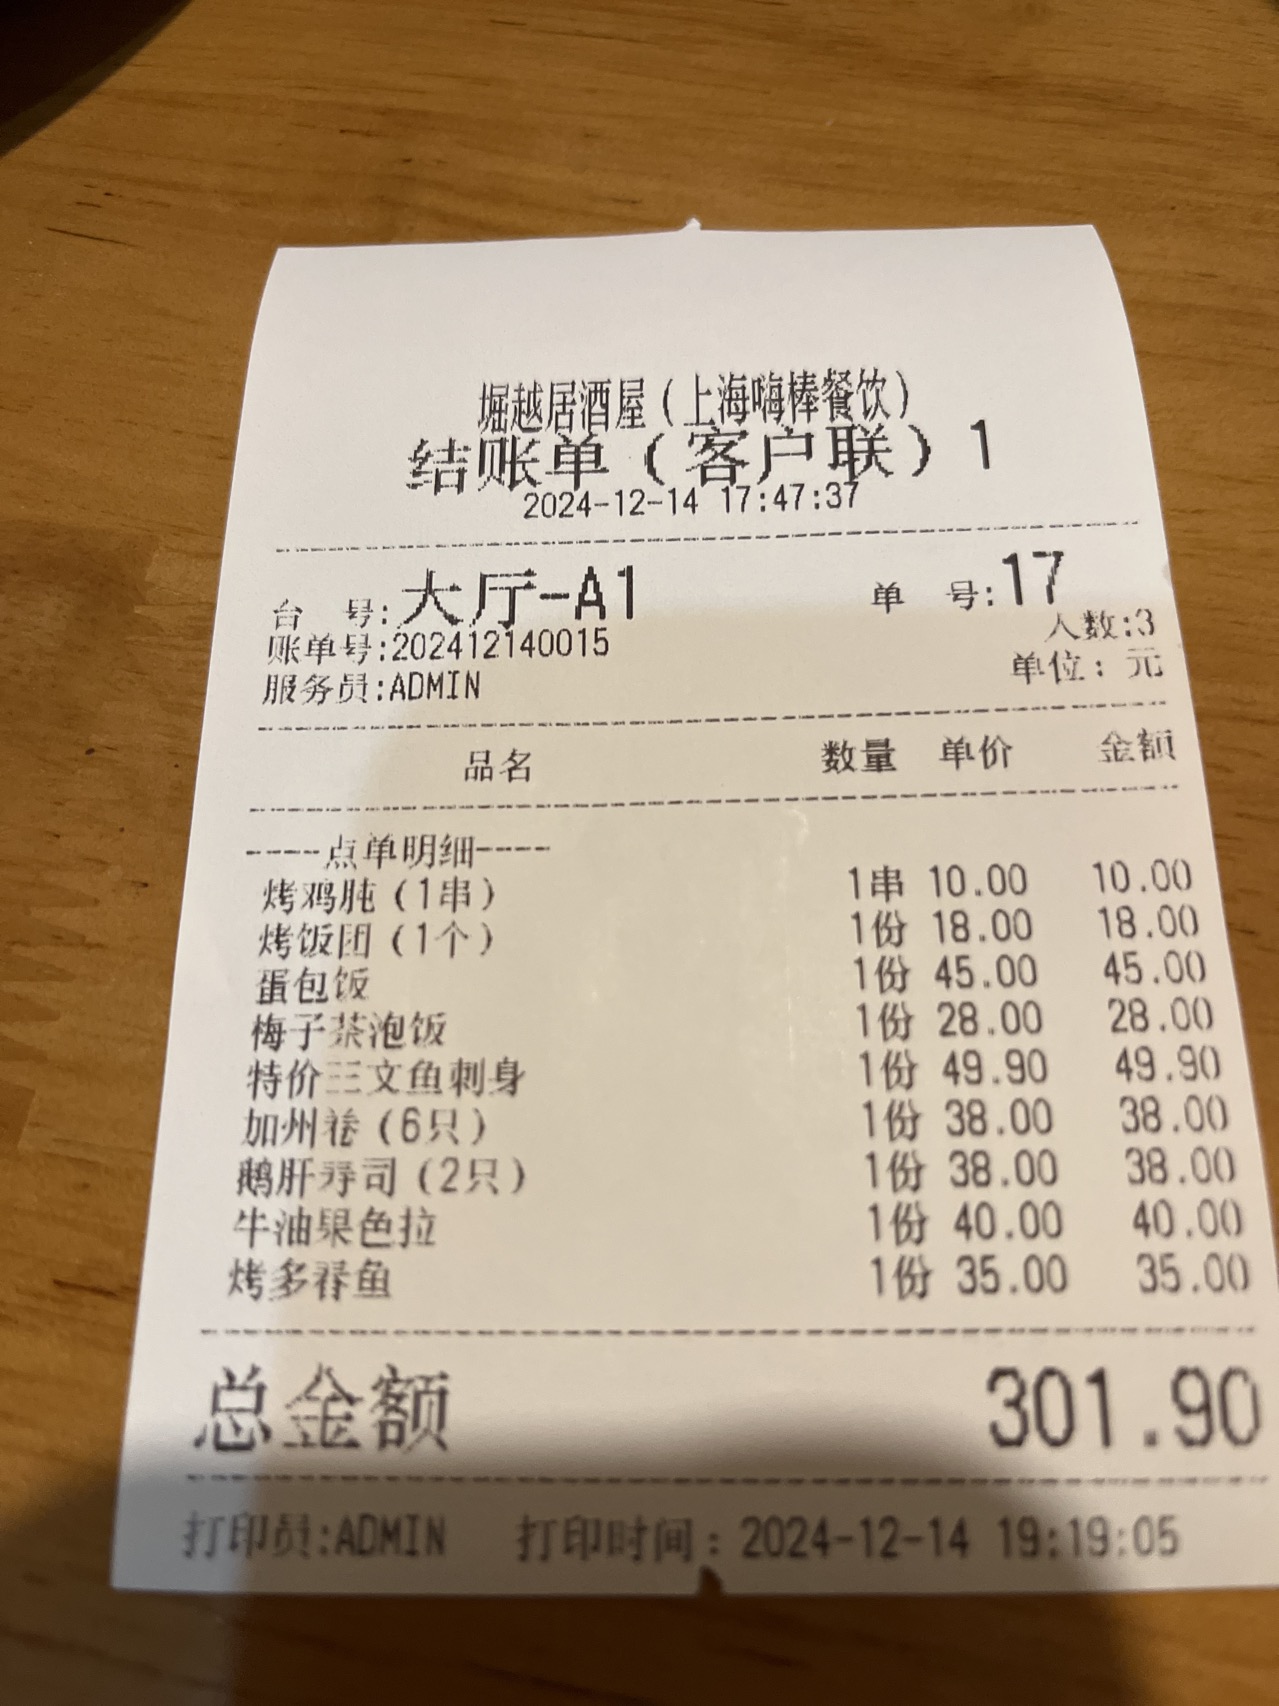 堀越居酒屋（上海嗨棒餐饮）
结账单（客户联）1
2024-12-14 17:47:37
台 号:大厅-A1 单 号:17
人数:3
账单号:202412140015
单位：元
服务员:ADMIN
品名 数量 单价 金额
----点单明细----
烤鸡肫（1串） 1串 10.00 10.00
烤饭团（1个） 1份 18.00 18.00
蛋包饭 1份 45.00 45.00
梅子茶泡饭 1份 28.00 28.00
特价三文鱼刺身 1份 49.90 49.90
加州卷（6只） 1份 38.00 38.00
鹅肝寿司（2只） 1份 38.00 38.00
牛油果色拉 1份 40.00 40.00
烤多春鱼 1份 35.00 35.00
总金额 301.90
打印员:ADMIN 打印时间：2024-12-14 19:19:05